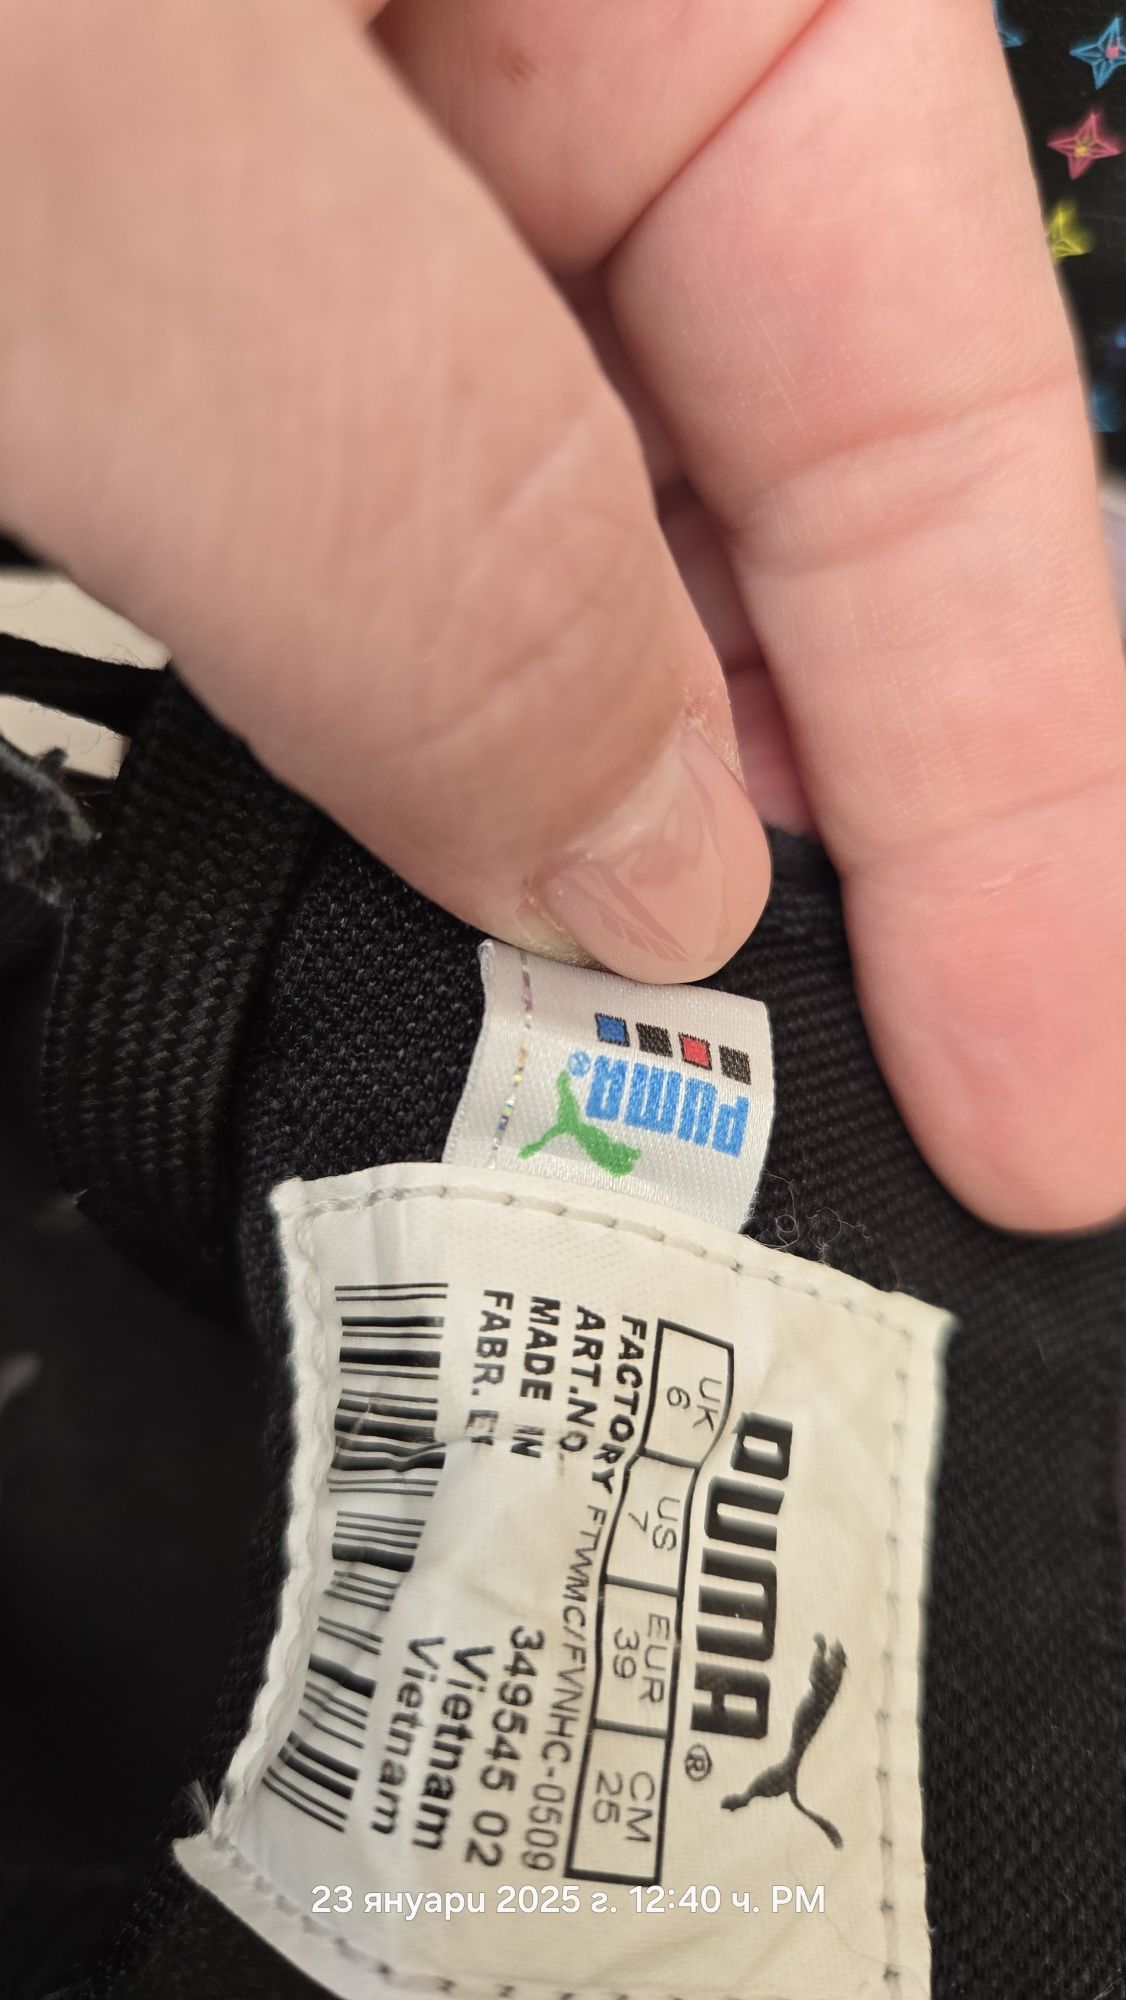 PUMA®
PUMA®
UK US EUR CM
6 7 39 25
FACTORY FTWMC/FVNHC-0509
ART.NO. 349545 02
MADE IN Vietnam
FABR. EN Vietnam
23 януари 2025 г. 12:40 ч. PM